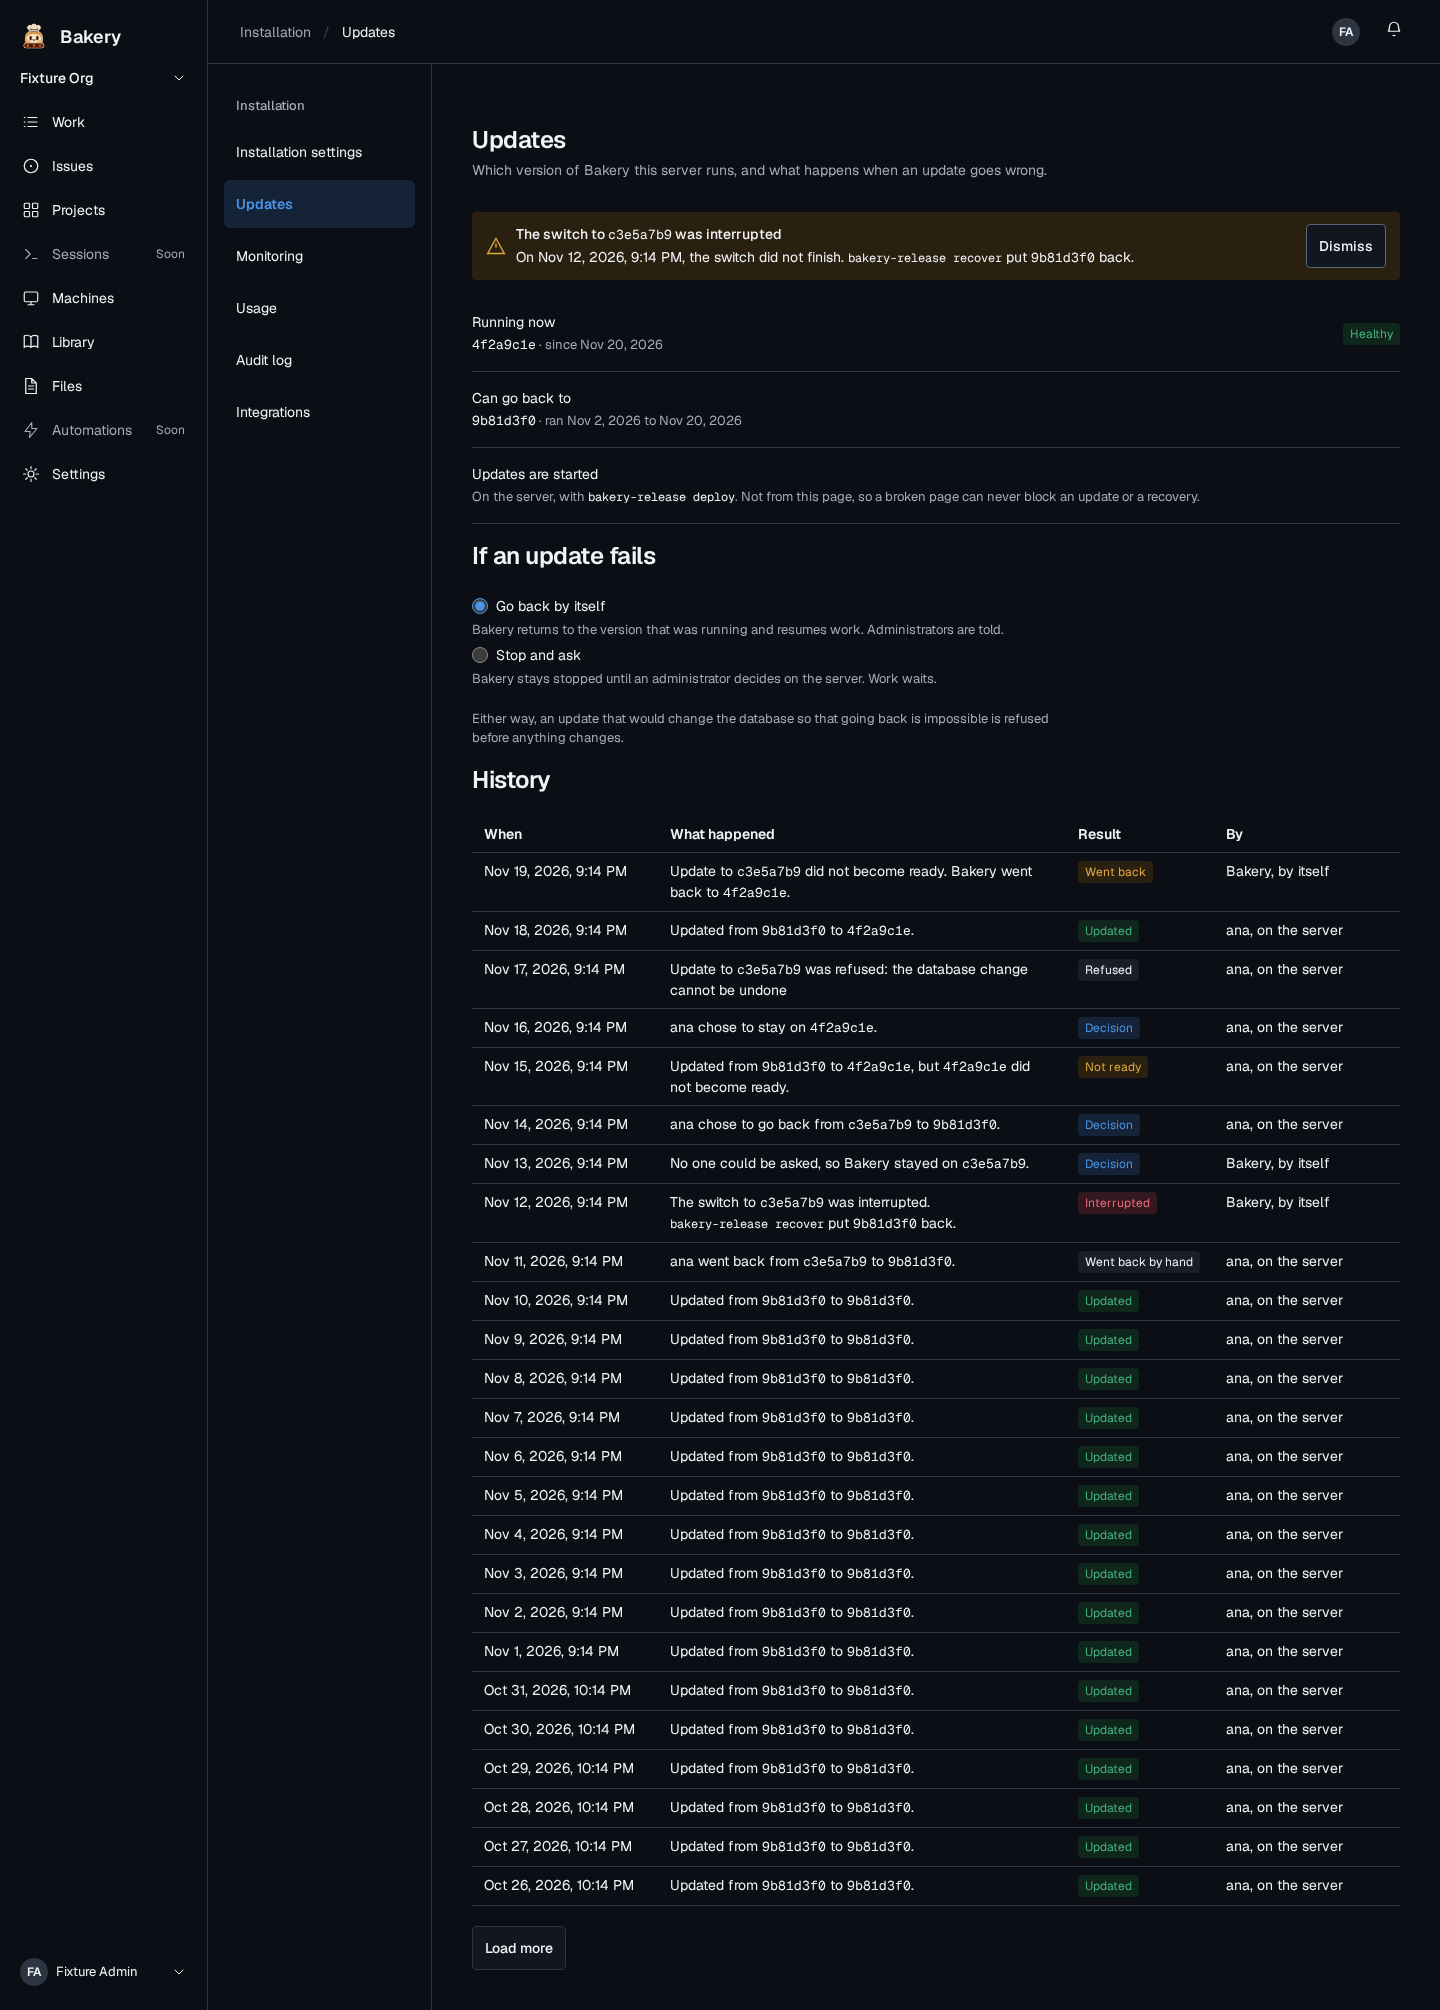 Bakery
Fixture Org
Work
Issues
Projects
Sessions Soon
Machines
Library
Files
Automations Soon
Settings
FA Fixture Admin
Installation / Updates
FA
Installation
Installation settings
Updates
Monitoring
Usage
Audit log
Integrations
Updates
Which version of Bakery this server runs, and what happens when an update goes wrong.
The switch to c3e5a7b9 was interrupted
On Nov 12, 2026, 9:14 PM, the switch did not finish. bakery-release recover put 9b81d3f0 back.
Dismiss
Running now
4f2a9c1e · since Nov 20, 2026
Healthy
Can go back to
9b81d3f0 · ran Nov 2, 2026 to Nov 20, 2026
Updates are started
On the server, with bakery-release deploy. Not from this page, so a broken page can never block an update or a recovery.
If an update fails
Go back by itself
Bakery returns to the version that was running and resumes work. Administrators are told.
Stop and ask
Bakery stays stopped until an administrator decides on the server. Work waits.
Either way, an update that would change the database so that going back is impossible is refused
before anything changes.
History
When What happened Result By
Nov 19, 2026, 9:14 PM Update to c3e5a7b9 did not become ready. Bakery went Went back Bakery, by itself
back to 4f2a9c1e.
Nov 18, 2026, 9:14 PM Updated from 9b81d3f0 to 4f2a9c1e. Updated ana, on the server
Nov 17, 2026, 9:14 PM Update to c3e5a7b9 was refused: the database change Refused ana, on the server
cannot be undone
Nov 16, 2026, 9:14 PM ana chose to stay on 4f2a9c1e. Decision ana, on the server
Nov 15, 2026, 9:14 PM Updated from 9b81d3f0 to 4f2a9c1e, but 4f2a9c1e did Not ready ana, on the server
not become ready.
Nov 14, 2026, 9:14 PM ana chose to go back from c3e5a7b9 to 9b81d3f0. Decision ana, on the server
Nov 13, 2026, 9:14 PM No one could be asked, so Bakery stayed on c3e5a7b9. Decision Bakery, by itself
Nov 12, 2026, 9:14 PM The switch to c3e5a7b9 was interrupted. Interrupted Bakery, by itself
bakery-release recover put 9b81d3f0 back.
Nov 11, 2026, 9:14 PM ana went back from c3e5a7b9 to 9b81d3f0. Went back by hand ana, on the server
Nov 10, 2026, 9:14 PM Updated from 9b81d3f0 to 9b81d3f0. Updated ana, on the server
Nov 9, 2026, 9:14 PM Updated from 9b81d3f0 to 9b81d3f0. Updated ana, on the server
Nov 8, 2026, 9:14 PM Updated from 9b81d3f0 to 9b81d3f0. Updated ana, on the server
Nov 7, 2026, 9:14 PM Updated from 9b81d3f0 to 9b81d3f0. Updated ana, on the server
Nov 6, 2026, 9:14 PM Updated from 9b81d3f0 to 9b81d3f0. Updated ana, on the server
Nov 5, 2026, 9:14 PM Updated from 9b81d3f0 to 9b81d3f0. Updated ana, on the server
Nov 4, 2026, 9:14 PM Updated from 9b81d3f0 to 9b81d3f0. Updated ana, on the server
Nov 3, 2026, 9:14 PM Updated from 9b81d3f0 to 9b81d3f0. Updated ana, on the server
Nov 2, 2026, 9:14 PM Updated from 9b81d3f0 to 9b81d3f0. Updated ana, on the server
Nov 1, 2026, 9:14 PM Updated from 9b81d3f0 to 9b81d3f0. Updated ana, on the server
Oct 31, 2026, 10:14 PM Updated from 9b81d3f0 to 9b81d3f0. Updated ana, on the server
Oct 30, 2026, 10:14 PM Updated from 9b81d3f0 to 9b81d3f0. Updated ana, on the server
Oct 29, 2026, 10:14 PM Updated from 9b81d3f0 to 9b81d3f0. Updated ana, on the server
Oct 28, 2026, 10:14 PM Updated from 9b81d3f0 to 9b81d3f0. Updated ana, on the server
Oct 27, 2026, 10:14 PM Updated from 9b81d3f0 to 9b81d3f0. Updated ana, on the server
Oct 26, 2026, 10:14 PM Updated from 9b81d3f0 to 9b81d3f0. Updated ana, on the server
Load more